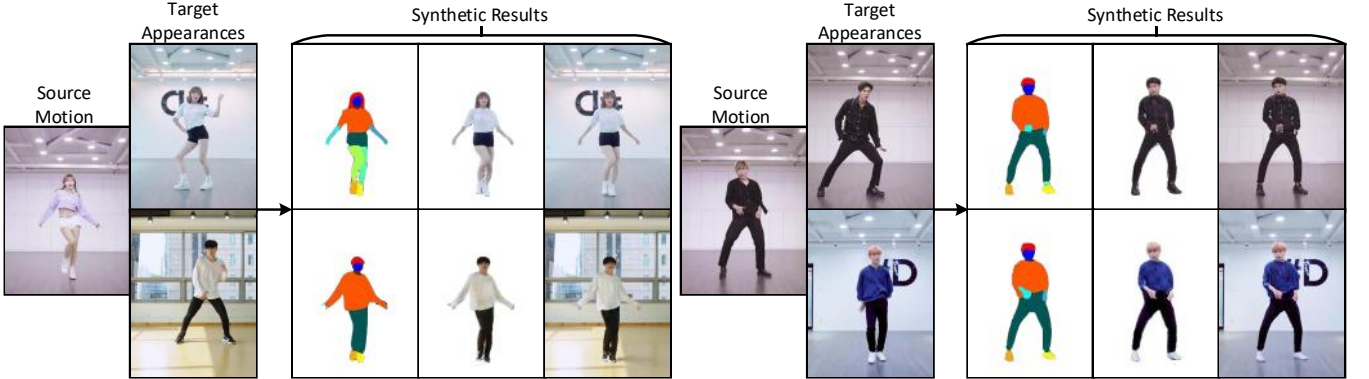 Target
Appearances
Synthetic Results
Source
Motion
Target
Appearances
Synthetic Results
Source
Motion